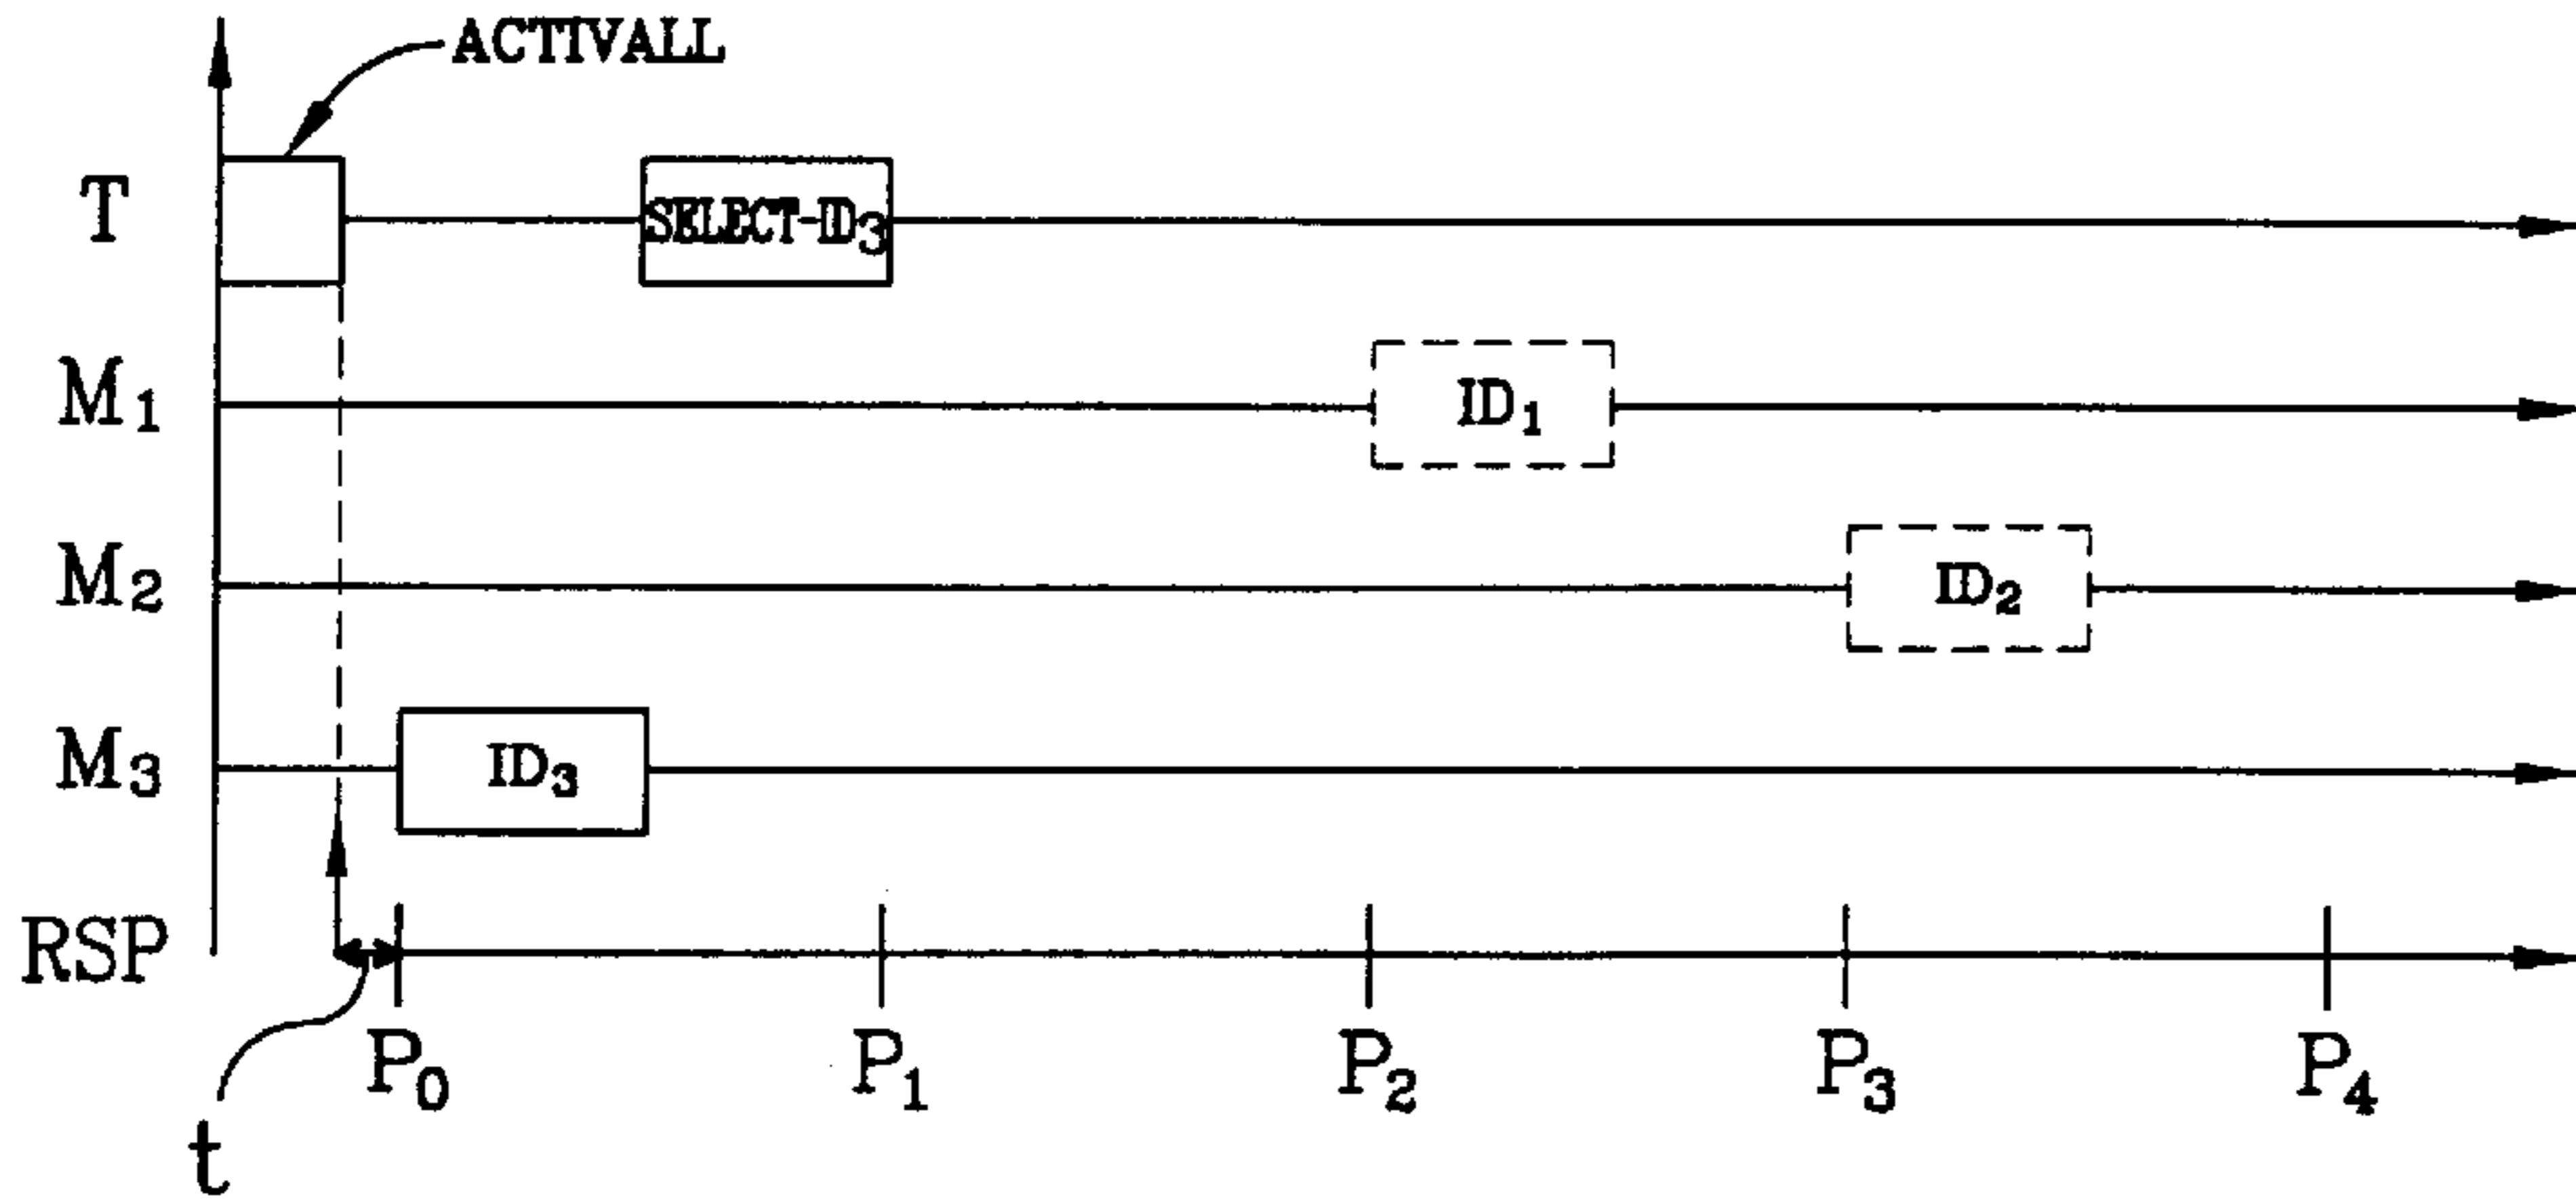 ACTIVALL
T
SELECT-ID3
M1
ID1
M2
ID2
M3
ID3
RSP
P0 P1 P2 P3 P4
t